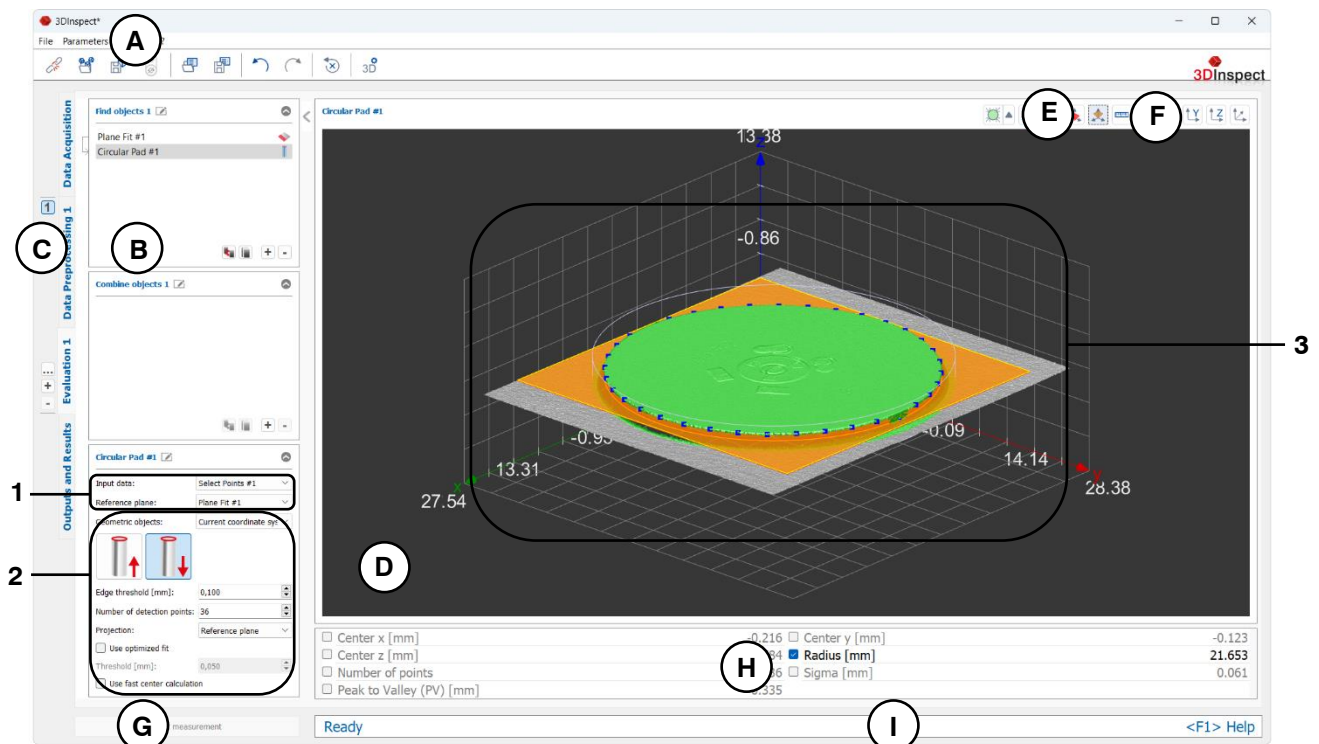 3DInspect*
File Parameters
A
3D
3DInspect
Data Acquisition
Data Preprocessing 1
Evaluation 1
Outputs and Results
1
C
...
+
-
Find objects 1
Plane Fit #1
Circular Pad #1
B
+ -
Combine objects 1
+ -
Circular Pad #1
1
Input data: Select Points #1
Reference plane: Plane Fit #1
2
Geometric objects: Current coordinate sys
Edge threshold [mm]: 0,100
Number of detection points: 36
Projection: Reference plane
Use optimized fit
Threshold [mm]: 0,050
Use fast center calculation
G measurement
Circular Pad #1
E
F
Y Z
13.38
z
-0.86
3
-0.93
-0.09
13.31
14.14
x
y
27.54
28.38
D
Center x [mm] -0.216 Center y [mm] -0.123
Center z [mm] Radius [mm] 21.653
H
Number of points Sigma [mm] 0.061
Peak to Valley (PV) [mm] 0.335
Ready I <F1> Help